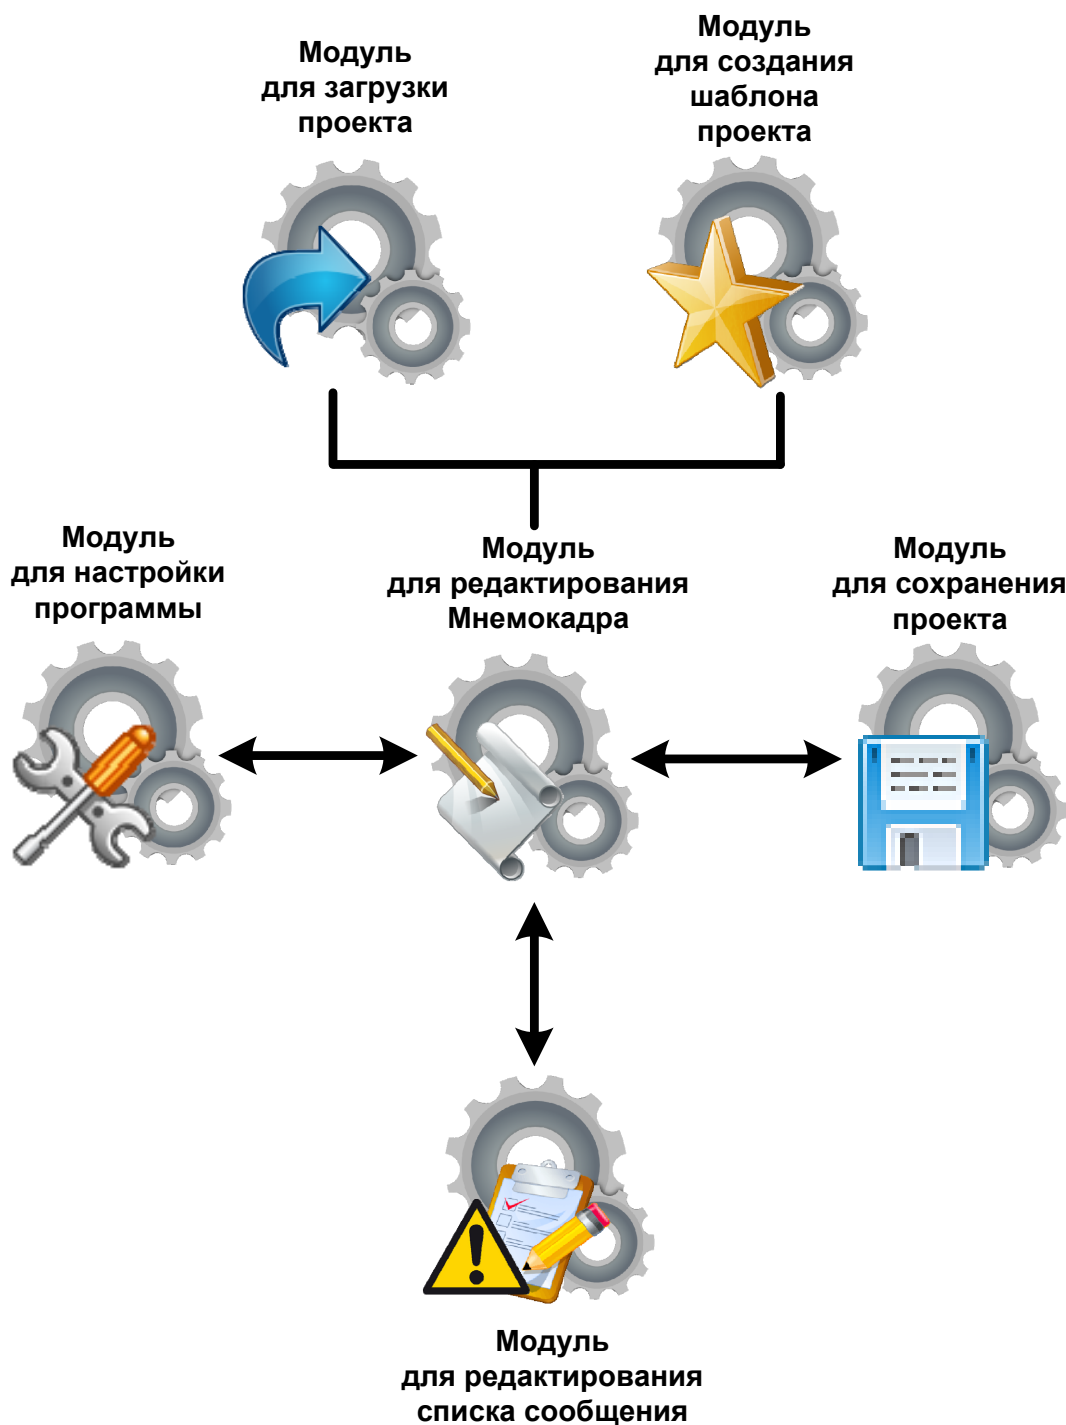 Модуль
для загрузки
проекта
Модуль
для создания
шаблона
проекта
Модуль
для настройки
программы
Модуль
для редактирования
Мнемокадра
Модуль
для сохранения
проекта
Модуль
для редактирования
списка сообщения